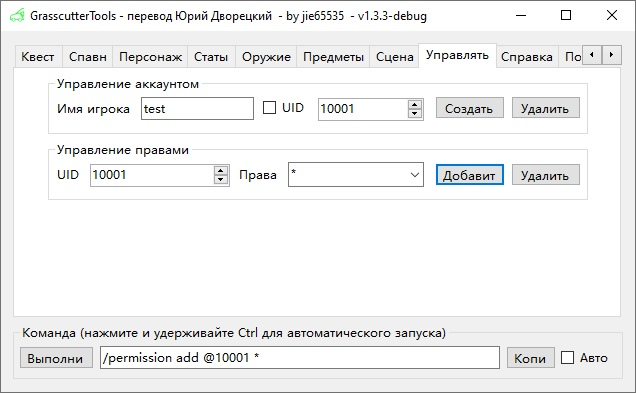 GrasscutterTools - перевод Юрий Дворецкий - by jie65535 - v1.3.3-debug
Квест Спавн Персонаж Статы Оружие Предметы Сцена Управлять Справка По
Управление аккаунтом
Имя игрока test UID 10001 Создать Удалить
Управление правами
UID 10001 Права * Добавит Удалить
Команда (нажмите и удерживайте Ctrl для автоматического запуска)
Выполни /permission add @10001 * Копи Авто